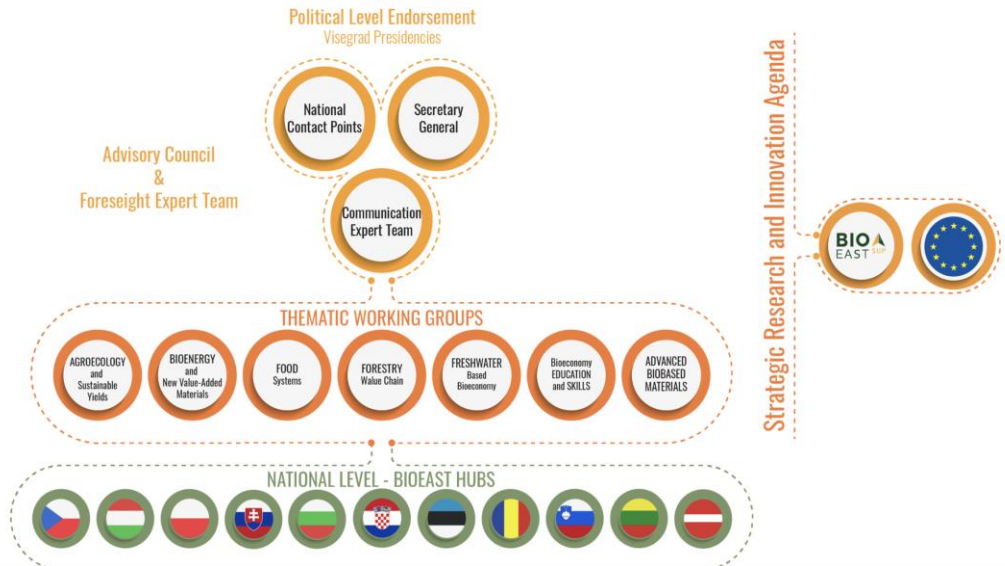 Political Level Endorsement
Visegrad Presidencies
National
Contact Points
Secretary
General
Advisory Council
&
Foreseight Expert Team
Communication
Expert Team
THEMATIC WORKING GROUPS
AGROECOLOGY
and
Sustainable
Yields
BIOENERGY
and
New Value-Added
Materials
FOOD
Systems
FORESTRY
Walue Chain
FRESHWATER
Based
Bioeconomy
Bioeconomy
EDUCATION
and SKILLS
ADVANCED
BIOBASED
MATERIALS
NATIONAL LEVEL - BIOEAST HUBS
Strategic Research and Innovation Agenda
BIO
EAST SUP